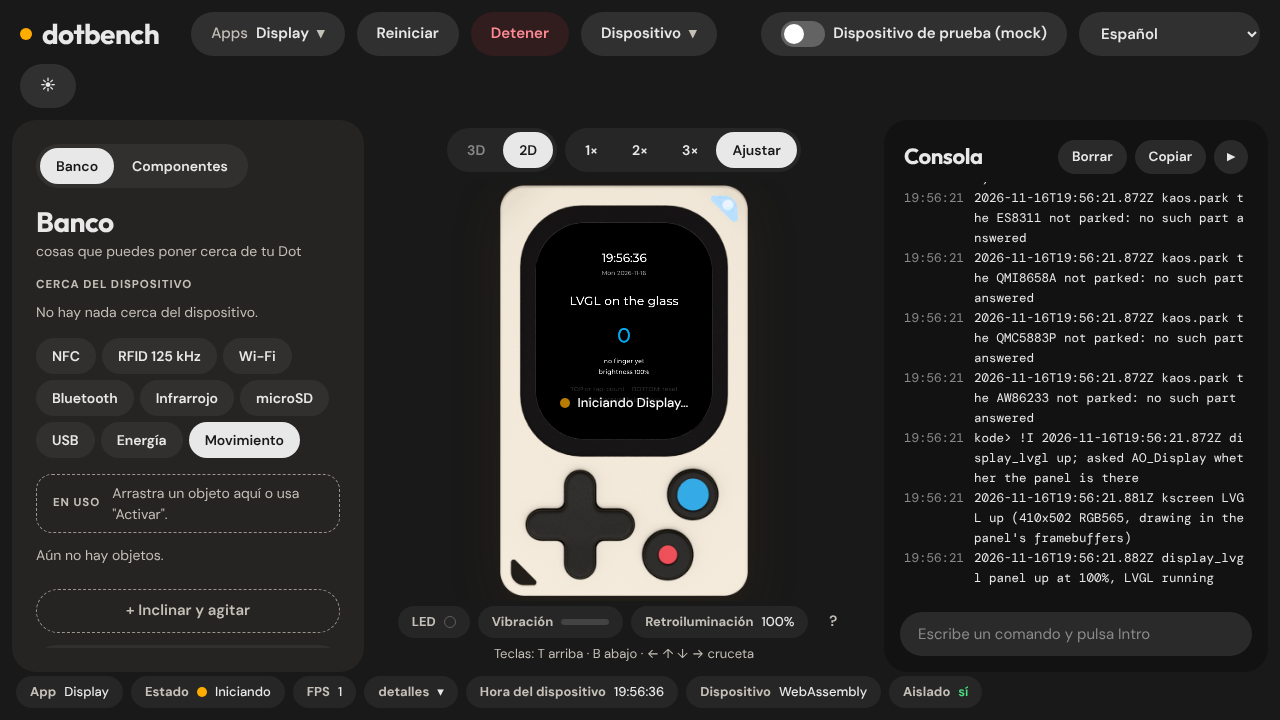 dotbench
Apps Display ▾
Reiniciar
Detener
Dispositivo ▾
Dispositivo de prueba (mock)
Español
Banco
Componentes
Banco
cosas que puedes poner cerca de tu Dot
CERCA DEL DISPOSITIVO
No hay nada cerca del dispositivo.
NFC
RFID 125 kHz
Wi-Fi
Bluetooth
Infrarrojo
microSD
USB
Energía
Movimiento
EN USO
Arrastra un objeto aquí o usa
"Activar".
Aún no hay objetos.
+ Inclinar y agitar
3D
2D
1×
2×
3×
Ajustar
19:56:36
Mon 2026-11-16
LVGL on the glass
0
no finger yet
brightness 100%
Iniciando Display…
LED
Vibración
Retroiluminación 100%
?
Teclas: T arriba · B abajo · ← ↑ ↓ → cruceta
Consola
Borrar
Copiar
▶
19:56:21 2026-11-16T19:56:21.872Z kaos.park t
he ES8311 not parked: no such part a
nswered
19:56:21 2026-11-16T19:56:21.872Z kaos.park t
he QMI8658A not parked: no such part
answered
19:56:21 2026-11-16T19:56:21.872Z kaos.park t
he QMC5883P not parked: no such part
answered
19:56:21 2026-11-16T19:56:21.872Z kaos.park t
he AW86233 not parked: no such part
answered
19:56:21 kode> !I 2026-11-16T19:56:21.872Z di
splay_lvgl up; asked AO_Display whet
her the panel is there
19:56:21 2026-11-16T19:56:21.881Z kscreen LVG
L up (410x502 RGB565, drawing in the
panel's framebuffers)
19:56:21 2026-11-16T19:56:21.882Z display_lvg
l panel up at 100%, LVGL running
Escribe un comando y pulsa Intro
App Display
Estado Iniciando
FPS 1
detalles ▾
Hora del dispositivo 19:56:36
Dispositivo WebAssembly
Aislado sí